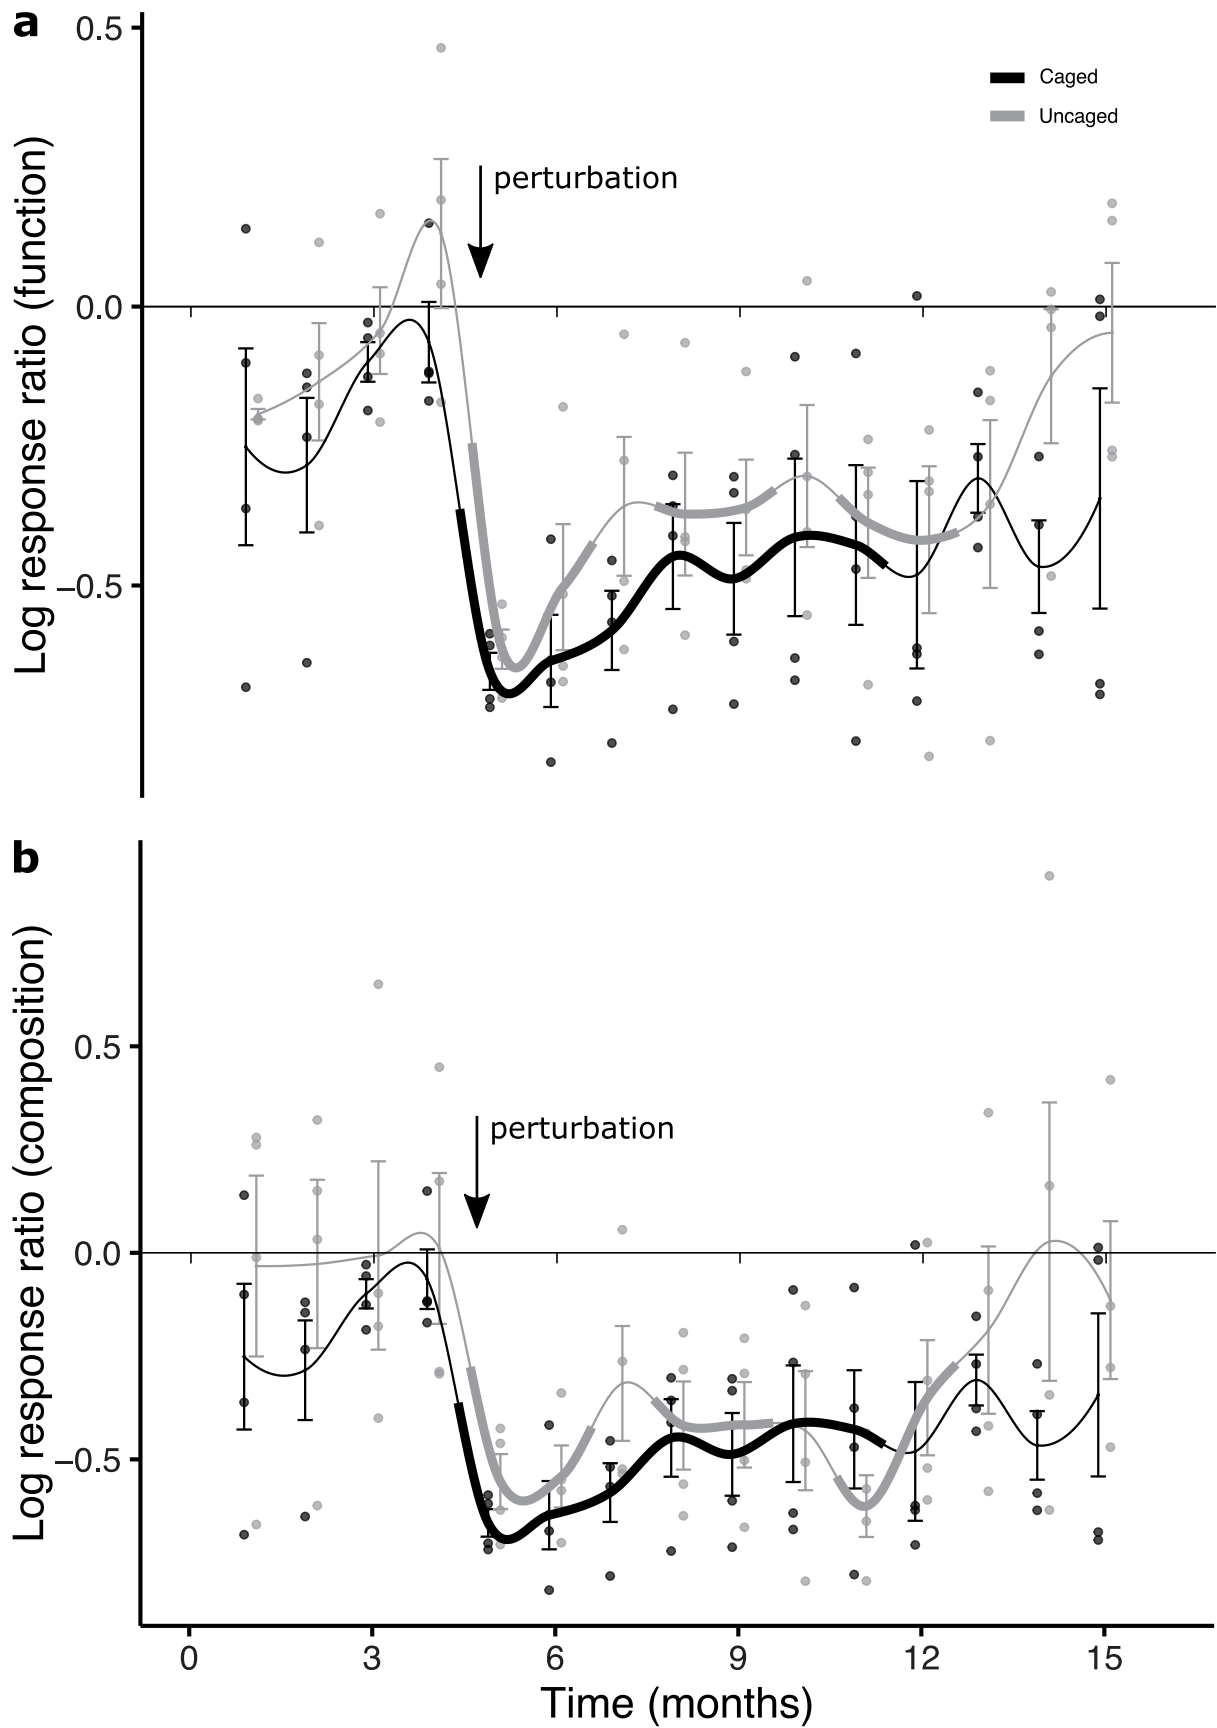 a
0.5
Caged
Uncaged
perturbation
0.0
−0.5
Log response ratio (function)
b
0.5
perturbation
0.0
−0.5
Log response ratio (composition)
0 3 6 9 12 15
Time (months)